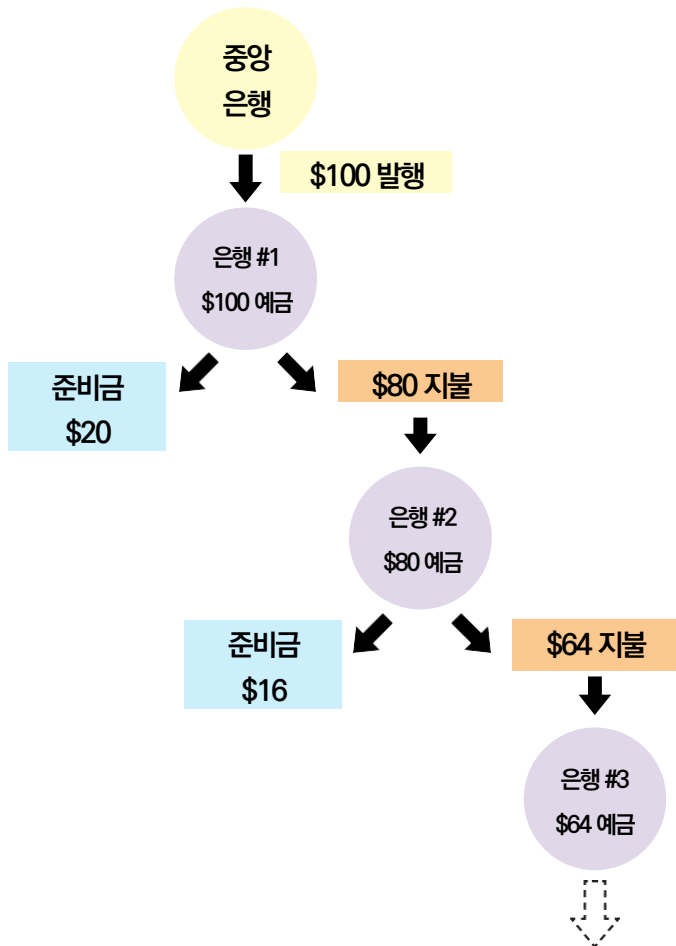 중앙
은행
$100 발행
은행 #1
$100 예금
준비금
$20
$80 지불
은행 #2
$80 예금
준비금
$16
$64 지불
은행 #3
$64 예금